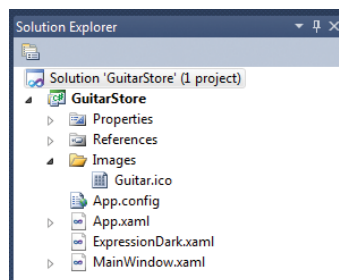 Solution Explorer
Solution 'GuitarStore' (1 project)
GuitarStore
Properties
References
Images
Guitar.ico
App.config
App.xaml
ExpressionDark.xaml
MainWindow.xaml